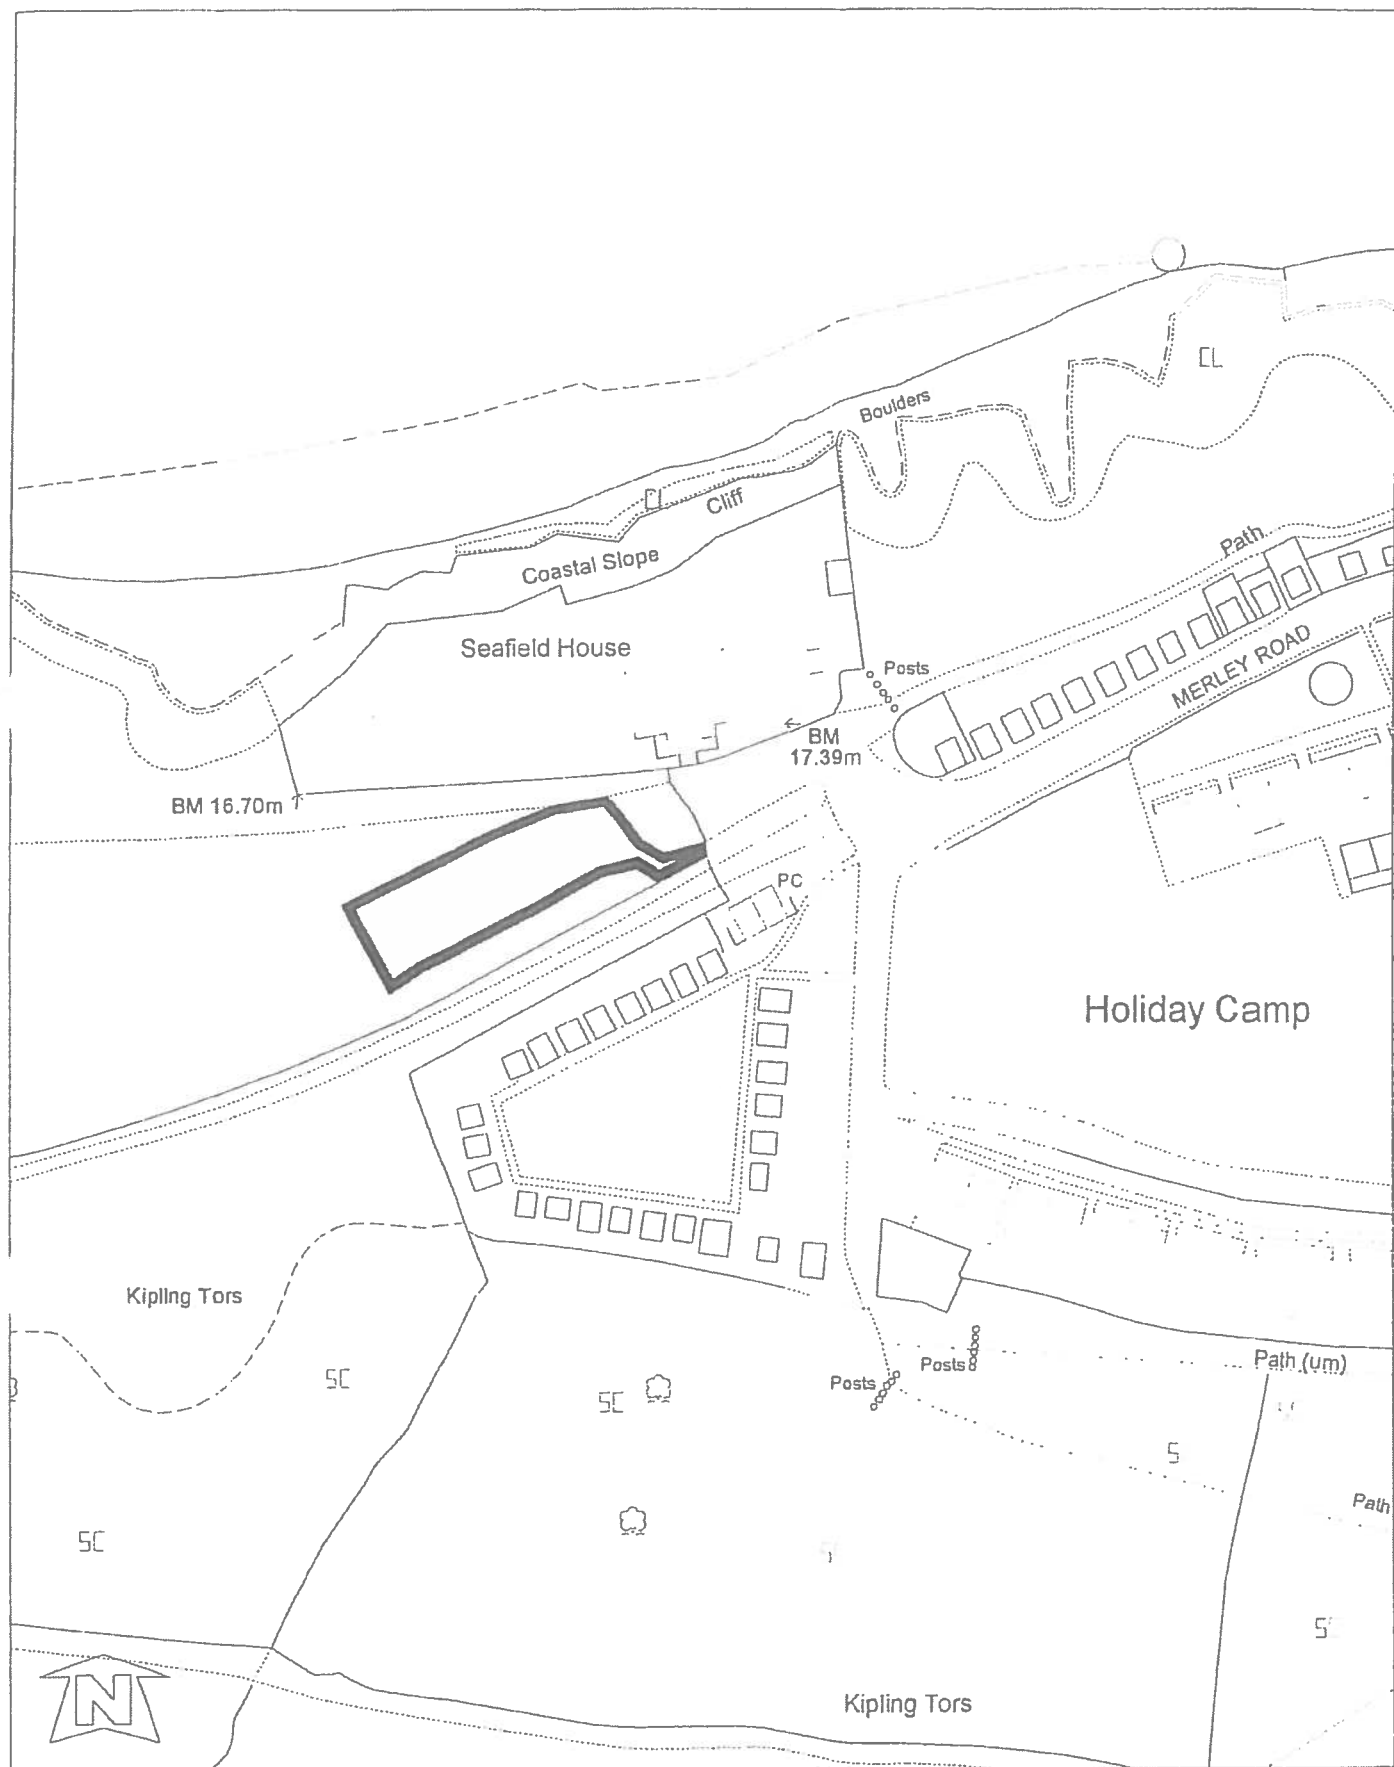 CL
Boulders
Cliff
Path
Coastal Slope
Seafield House
MERLEY ROAD
Posts
BM
17.39m
BM 16.70m
PC
Holiday Camp
Kipling Tors
Path (um)
Posts
Posts
SC
SC
S
Path
SC
S
Kipling Tors
N